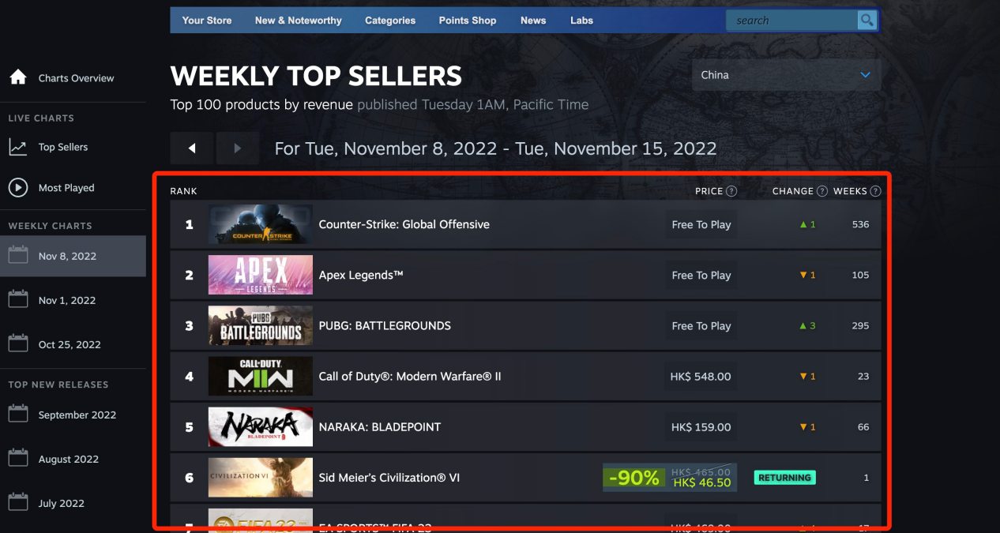 Your Store New & Noteworthy Categories Points Shop News Labs search
Charts Overview
LIVE CHARTS
Top Sellers
Most Played
WEEKLY CHARTS
Nov 8, 2022
Nov 1, 2022
Oct 25, 2022
TOP NEW RELEASES
September 2022
August 2022
July 2022
WEEKLY TOP SELLERS
China
Top 100 products by revenue published Tuesday 1AM, Pacific Time
For Tue, November 8, 2022 - Tue, November 15, 2022
RANK PRICE ? CHANGE ? WEEKS ?
1 COUNTER STRIKE Counter-Strike: Global Offensive Free To Play ▲ 1 536
2 APEX LEGENDS Apex Legends™ Free To Play ▼ 1 105
3 PUBG BATTLEGROUNDS PUBG: BATTLEGROUNDS Free To Play ▲ 3 295
4 CALL OF DUTY MWII MODERN WARFARE II Call of Duty®: Modern Warfare® II HK$ 548.00 ▼ 1 23
5 NARAKA BLADEPOINT NARAKA: BLADEPOINT HK$ 159.00 ▼ 1 66
6 CIVILIZATION VI Sid Meier's Civilization® VI -90% HK$ 465.00 HK$ 46.50 RETURNING 1
7 FIFA 23 EA SPORTS™ FIFA 23 HK$ 468.00 17